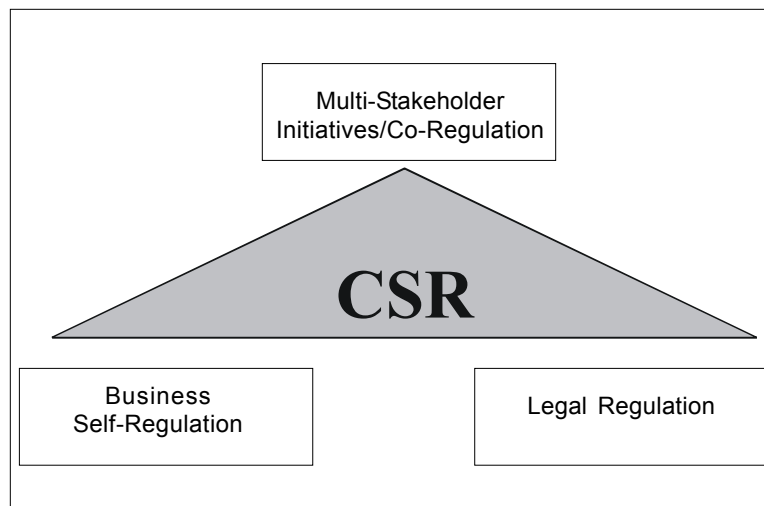 Multi-Stakeholder
Initiatives/Co-Regulation
CSR
Business
Self-Regulation
Legal Regulation